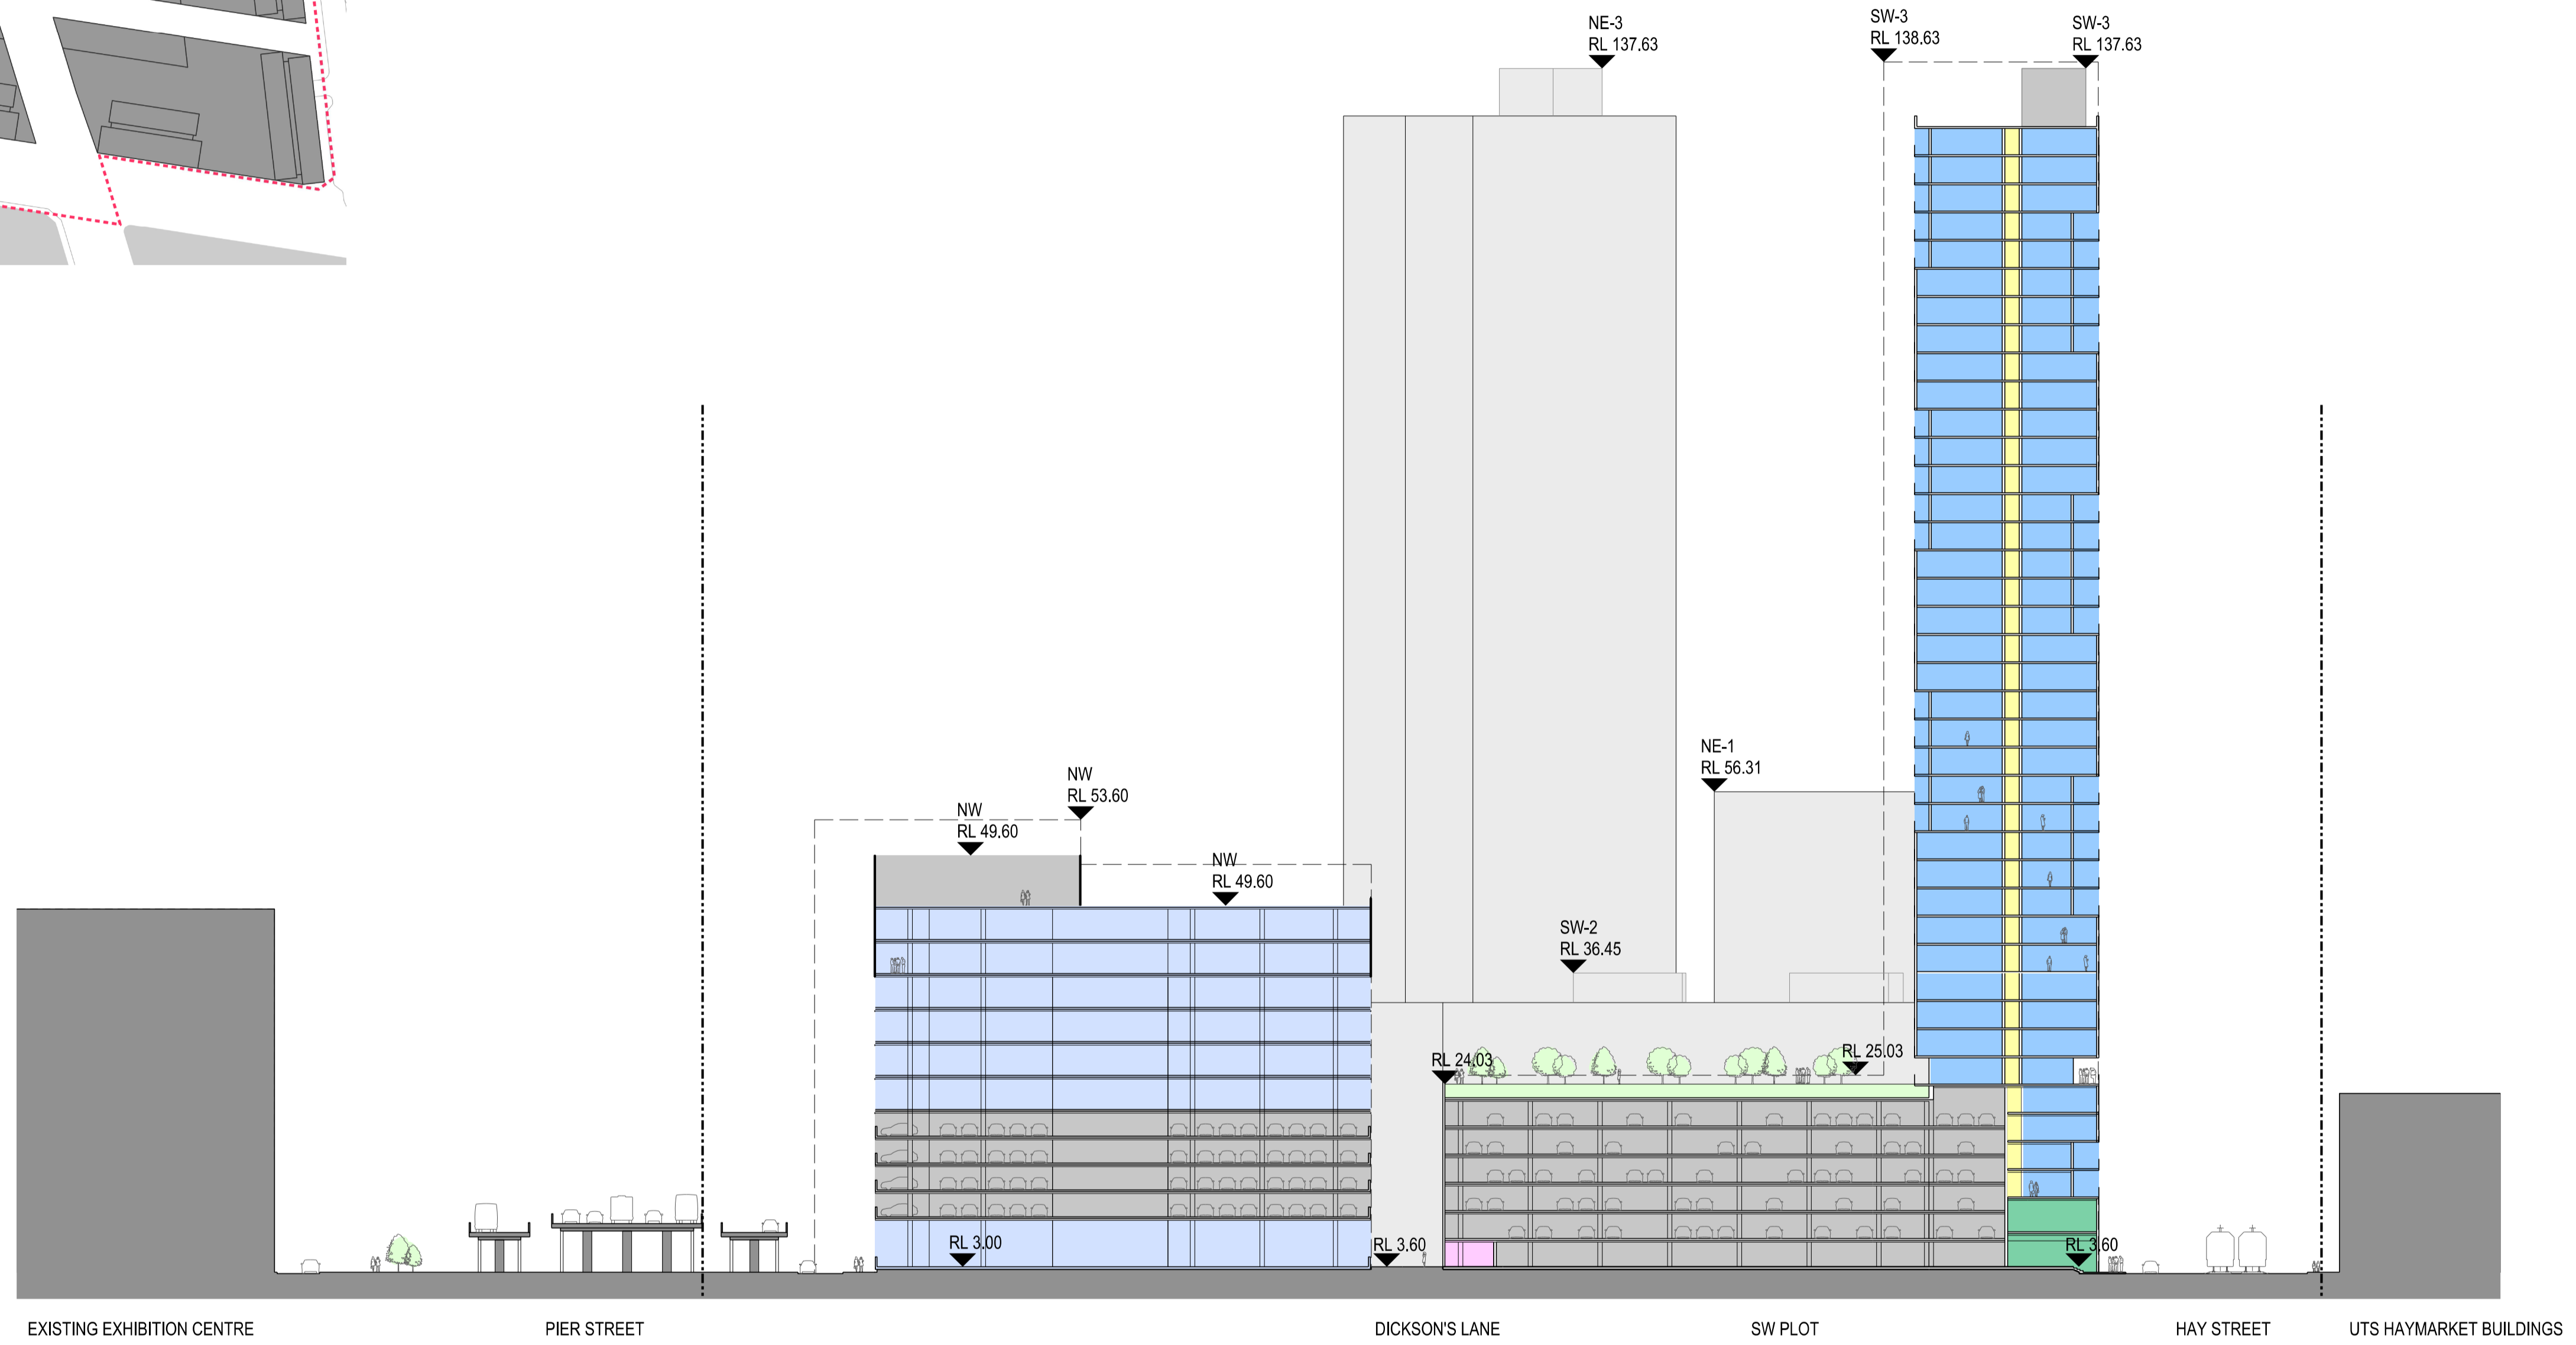 NE-3
RL 137.63
SW-3
RL 138.63
SW-3
RL 137.63
NE-1
RL 56.31
NW
RL 53.60
NW
RL 49.60
NW
RL 49.60
SW-2
RL 36.45
RL 24.03
RL 25.03
RL 3.00
RL 3.60
RL 3.60
EXISTING EXHIBITION CENTRE
PIER STREET
DICKSON'S LANE
SW PLOT
HAY STREET
UTS HAYMARKET BUILDINGS